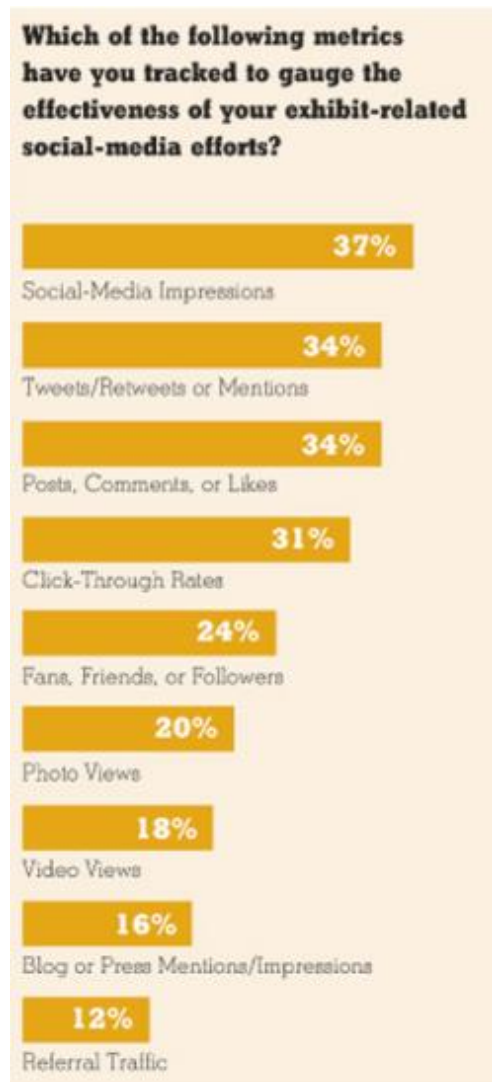 Which of the following metrics
have you tracked to gauge the
effectiveness of your exhibit-related
social-media efforts?
37%
Social-Media Impressions
34%
Tweets/Retweets or Mentions
34%
Posts, Comments, or Likes
31%
Click-Through Rates
24%
Fans, Friends, or Followers
20%
Photo Views
18%
Video Views
16%
Blog or Press Mentions/Impressions
12%
Referral Traffic